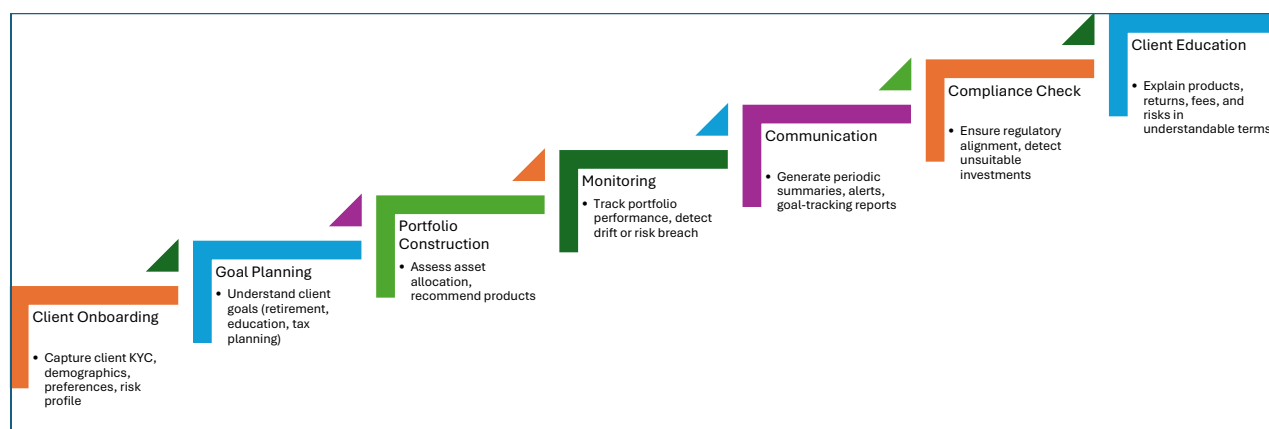 Client Onboarding
• Capture client KYC,
demographics,
preferences, risk
profile
Goal Planning
• Understand client
goals (retirement,
education, tax
planning)
Portfolio
Construction
• Assess asset
allocation,
recommend products
Monitoring
• Track portfolio
performance, detect
drift or risk breach
Communication
• Generate periodic
summaries, alerts,
goal-tracking reports
Compliance Check
• Ensure regulatory
alignment, detect
unsuitable
investments
Client Education
• Explain products,
returns, fees, and
risks in
understandable terms